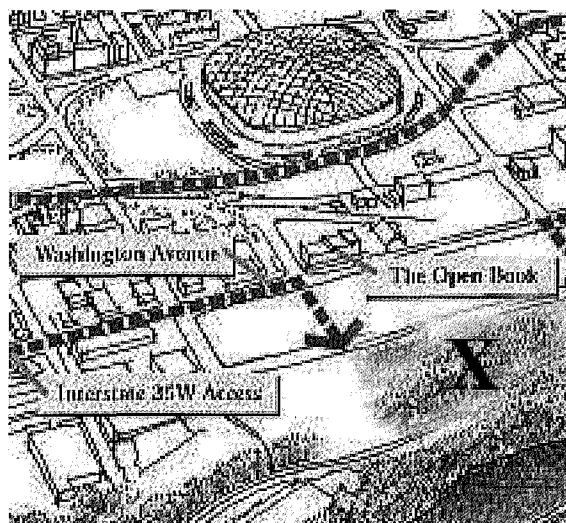 Washington Avenue
The Open Book
X
Interstate 35W Access